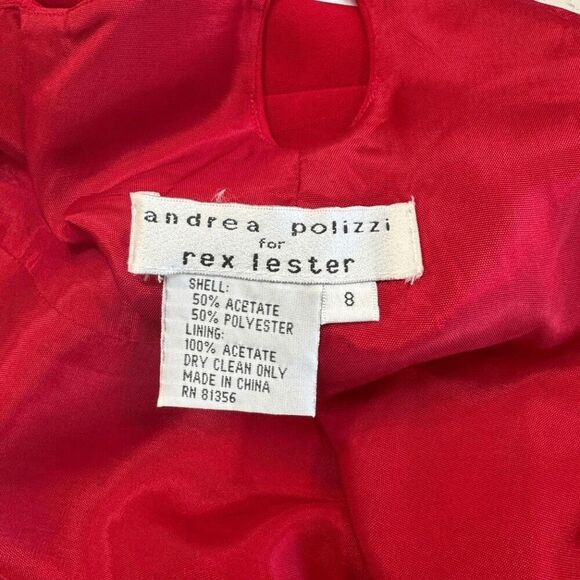 andrea polizzi
for
rex lester
8
SHELL:
50% ACETATE
50% POLYESTER
LINING:
100% ACETATE
DRY CLEAN ONLY
MADE IN CHINA
RN 81356